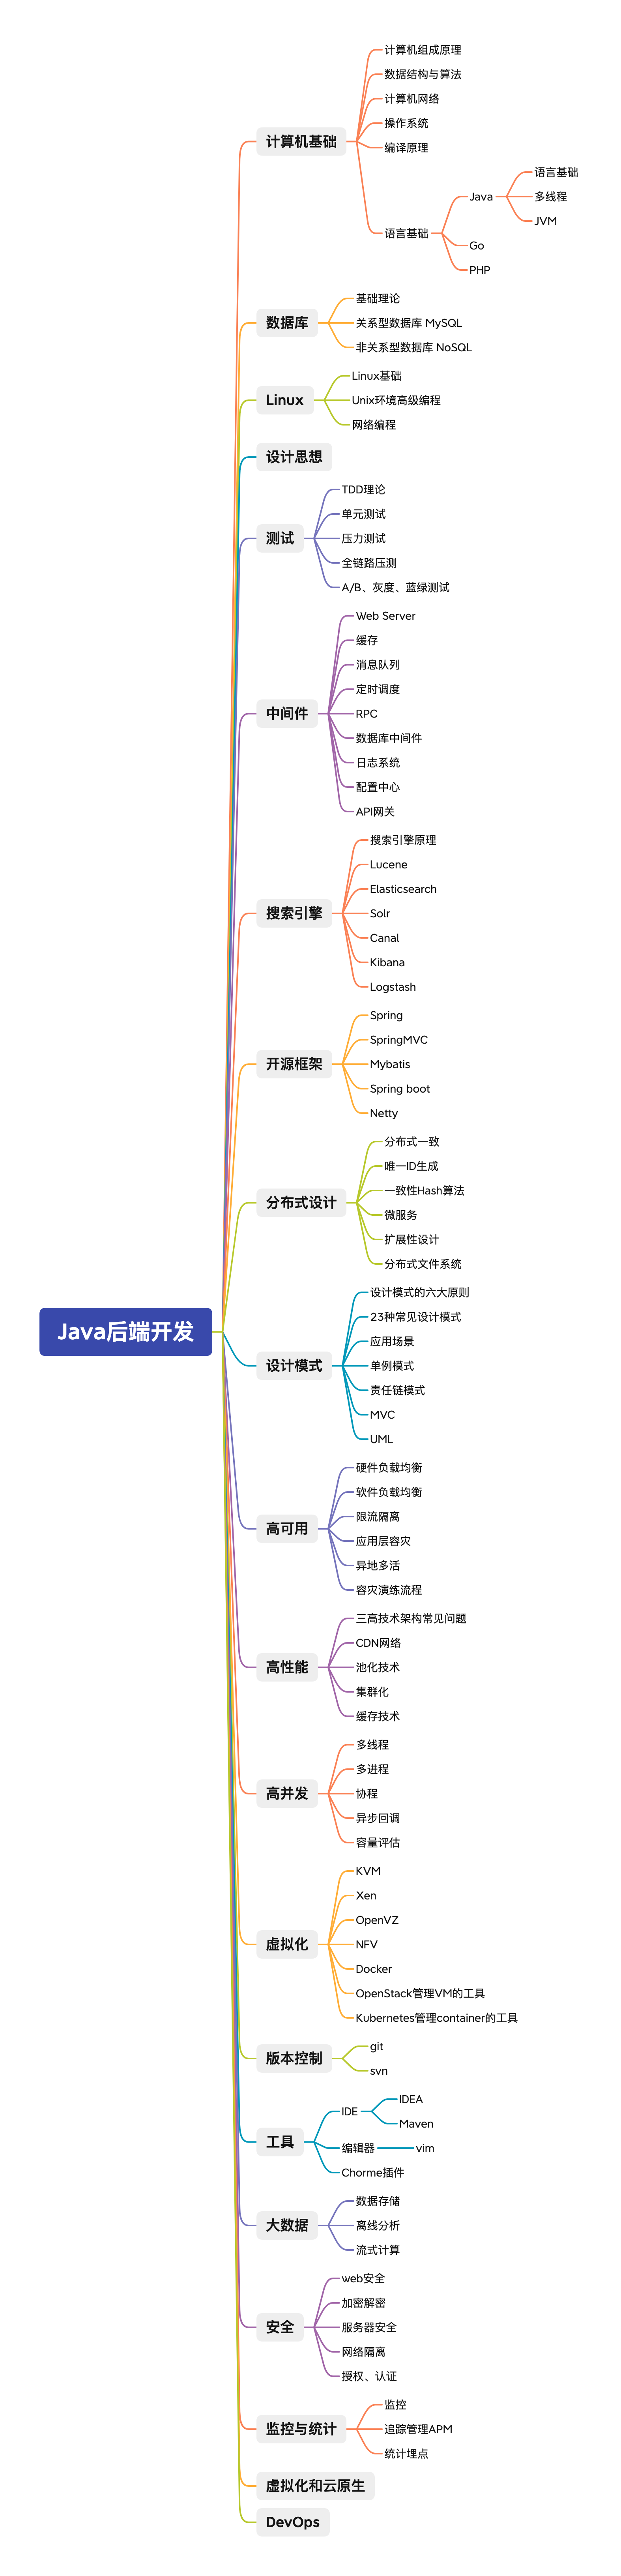 Java后端开发
计算机基础
计算机组成原理
数据结构与算法
计算机网络
操作系统
编译原理
语言基础
Java
语言基础
多线程
JVM
Go
PHP
数据库
基础理论
关系型数据库 MySQL
非关系型数据库 NoSQL
Linux
Linux基础
Unix环境高级编程
网络编程
设计思想
测试
TDD理论
单元测试
压力测试
全链路压测
A/B、灰度、蓝绿测试
中间件
Web Server
缓存
消息队列
定时调度
RPC
数据库中间件
日志系统
配置中心
API网关
搜索引擎
搜索引擎原理
Lucene
Elasticsearch
Solr
Canal
Kibana
Logstash
开源框架
Spring
SpringMVC
Mybatis
Spring boot
Netty
分布式设计
分布式一致
唯一ID生成
一致性Hash算法
微服务
扩展性设计
分布式文件系统
设计模式
设计模式的六大原则
23种常见设计模式
应用场景
单例模式
责任链模式
MVC
UML
高可用
硬件负载均衡
软件负载均衡
限流隔离
应用层容灾
异地多活
容灾演练流程
高性能
三高技术架构常见问题
CDN网络
池化技术
集群化
缓存技术
高并发
多线程
多进程
协程
异步回调
容量评估
虚拟化
KVM
Xen
OpenVZ
NFV
Docker
OpenStack管理VM的工具
Kubernetes管理container的工具
版本控制
git
svn
工具
IDE
IDEA
Maven
编辑器
vim
Chorme插件
大数据
数据存储
离线分析
流式计算
安全
web安全
加密解密
服务器安全
网络隔离
授权、认证
监控与统计
监控
追踪管理APM
统计埋点
虚拟化和云原生
DevOps